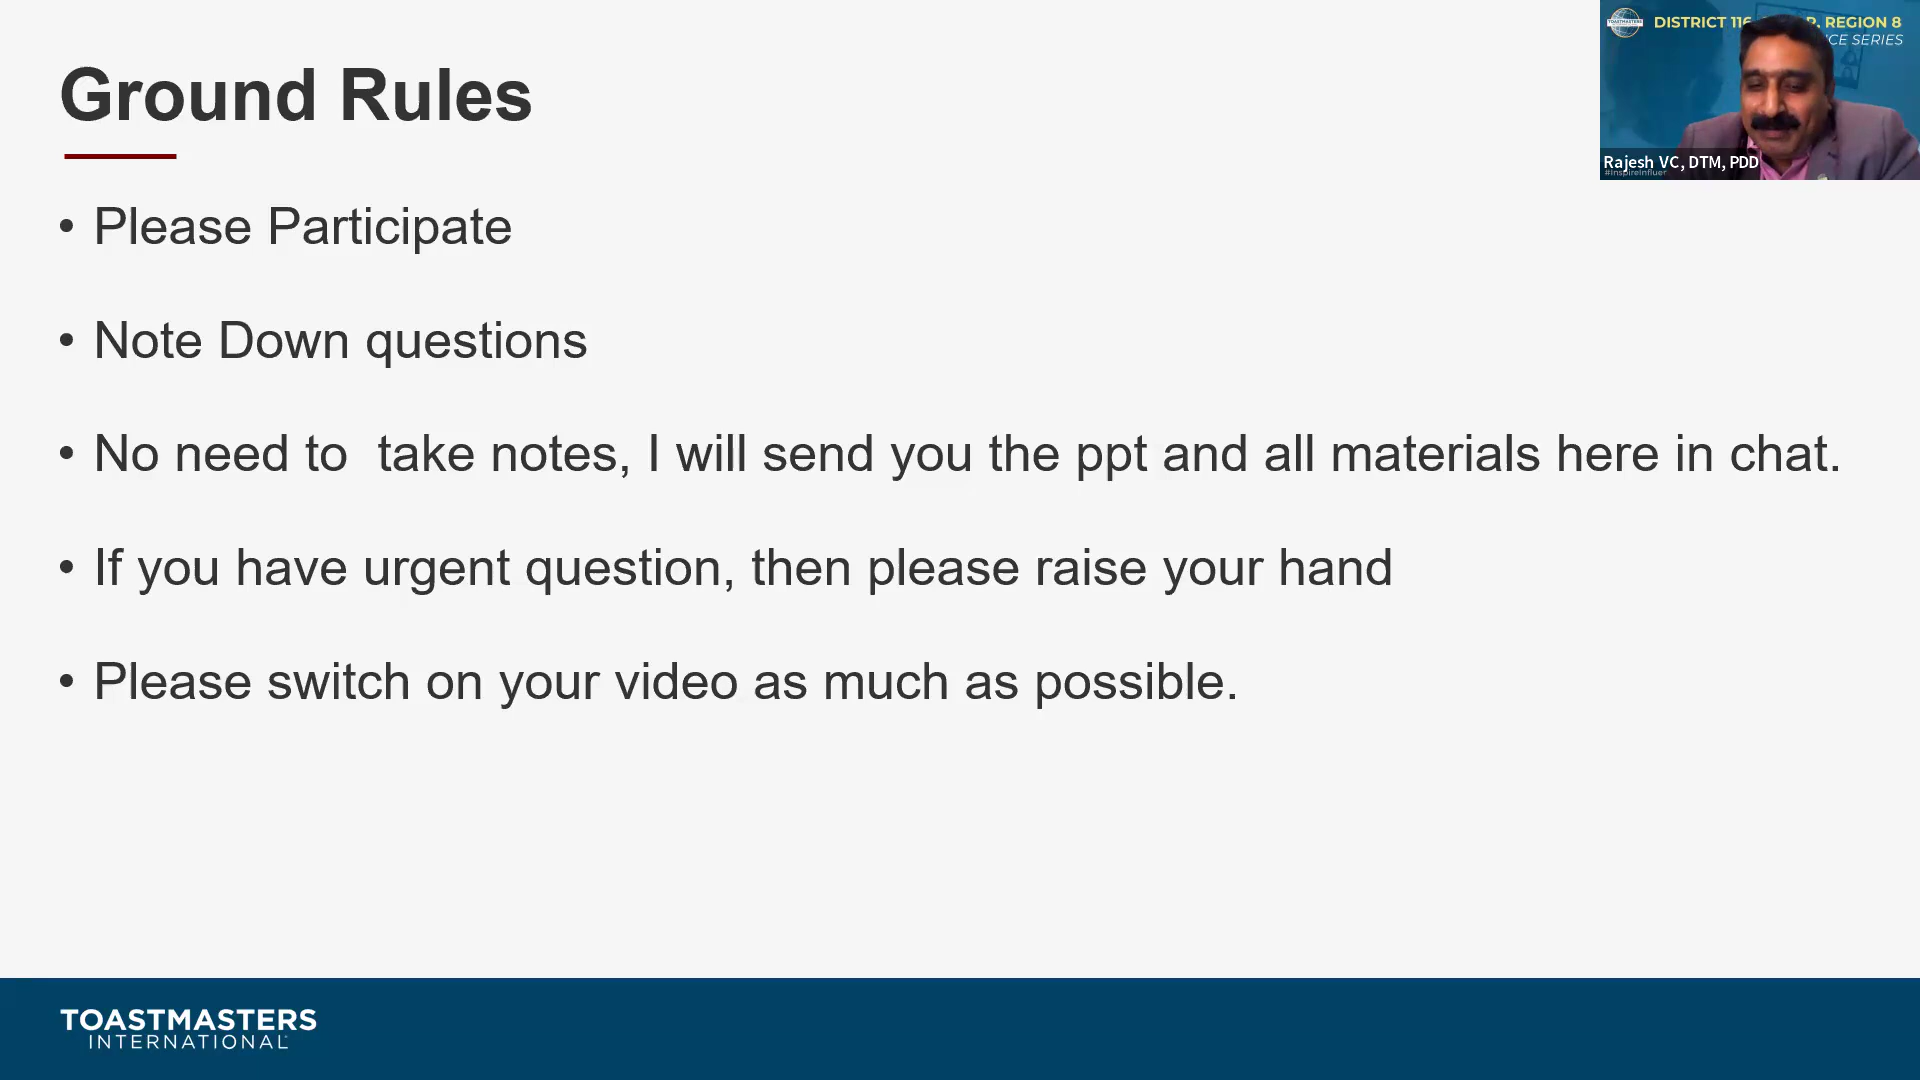 Ground Rules
• Please Participate
• Note Down questions
• No need to  take notes, I will send you the ppt and all materials here in chat.
• If you have urgent question, then please raise your hand
• Please switch on your video as much as possible.
DISTRICT 116 REGION 8
SERIES
Rajesh VC, DTM, PDD
TOASTMASTERS
INTERNATIONAL